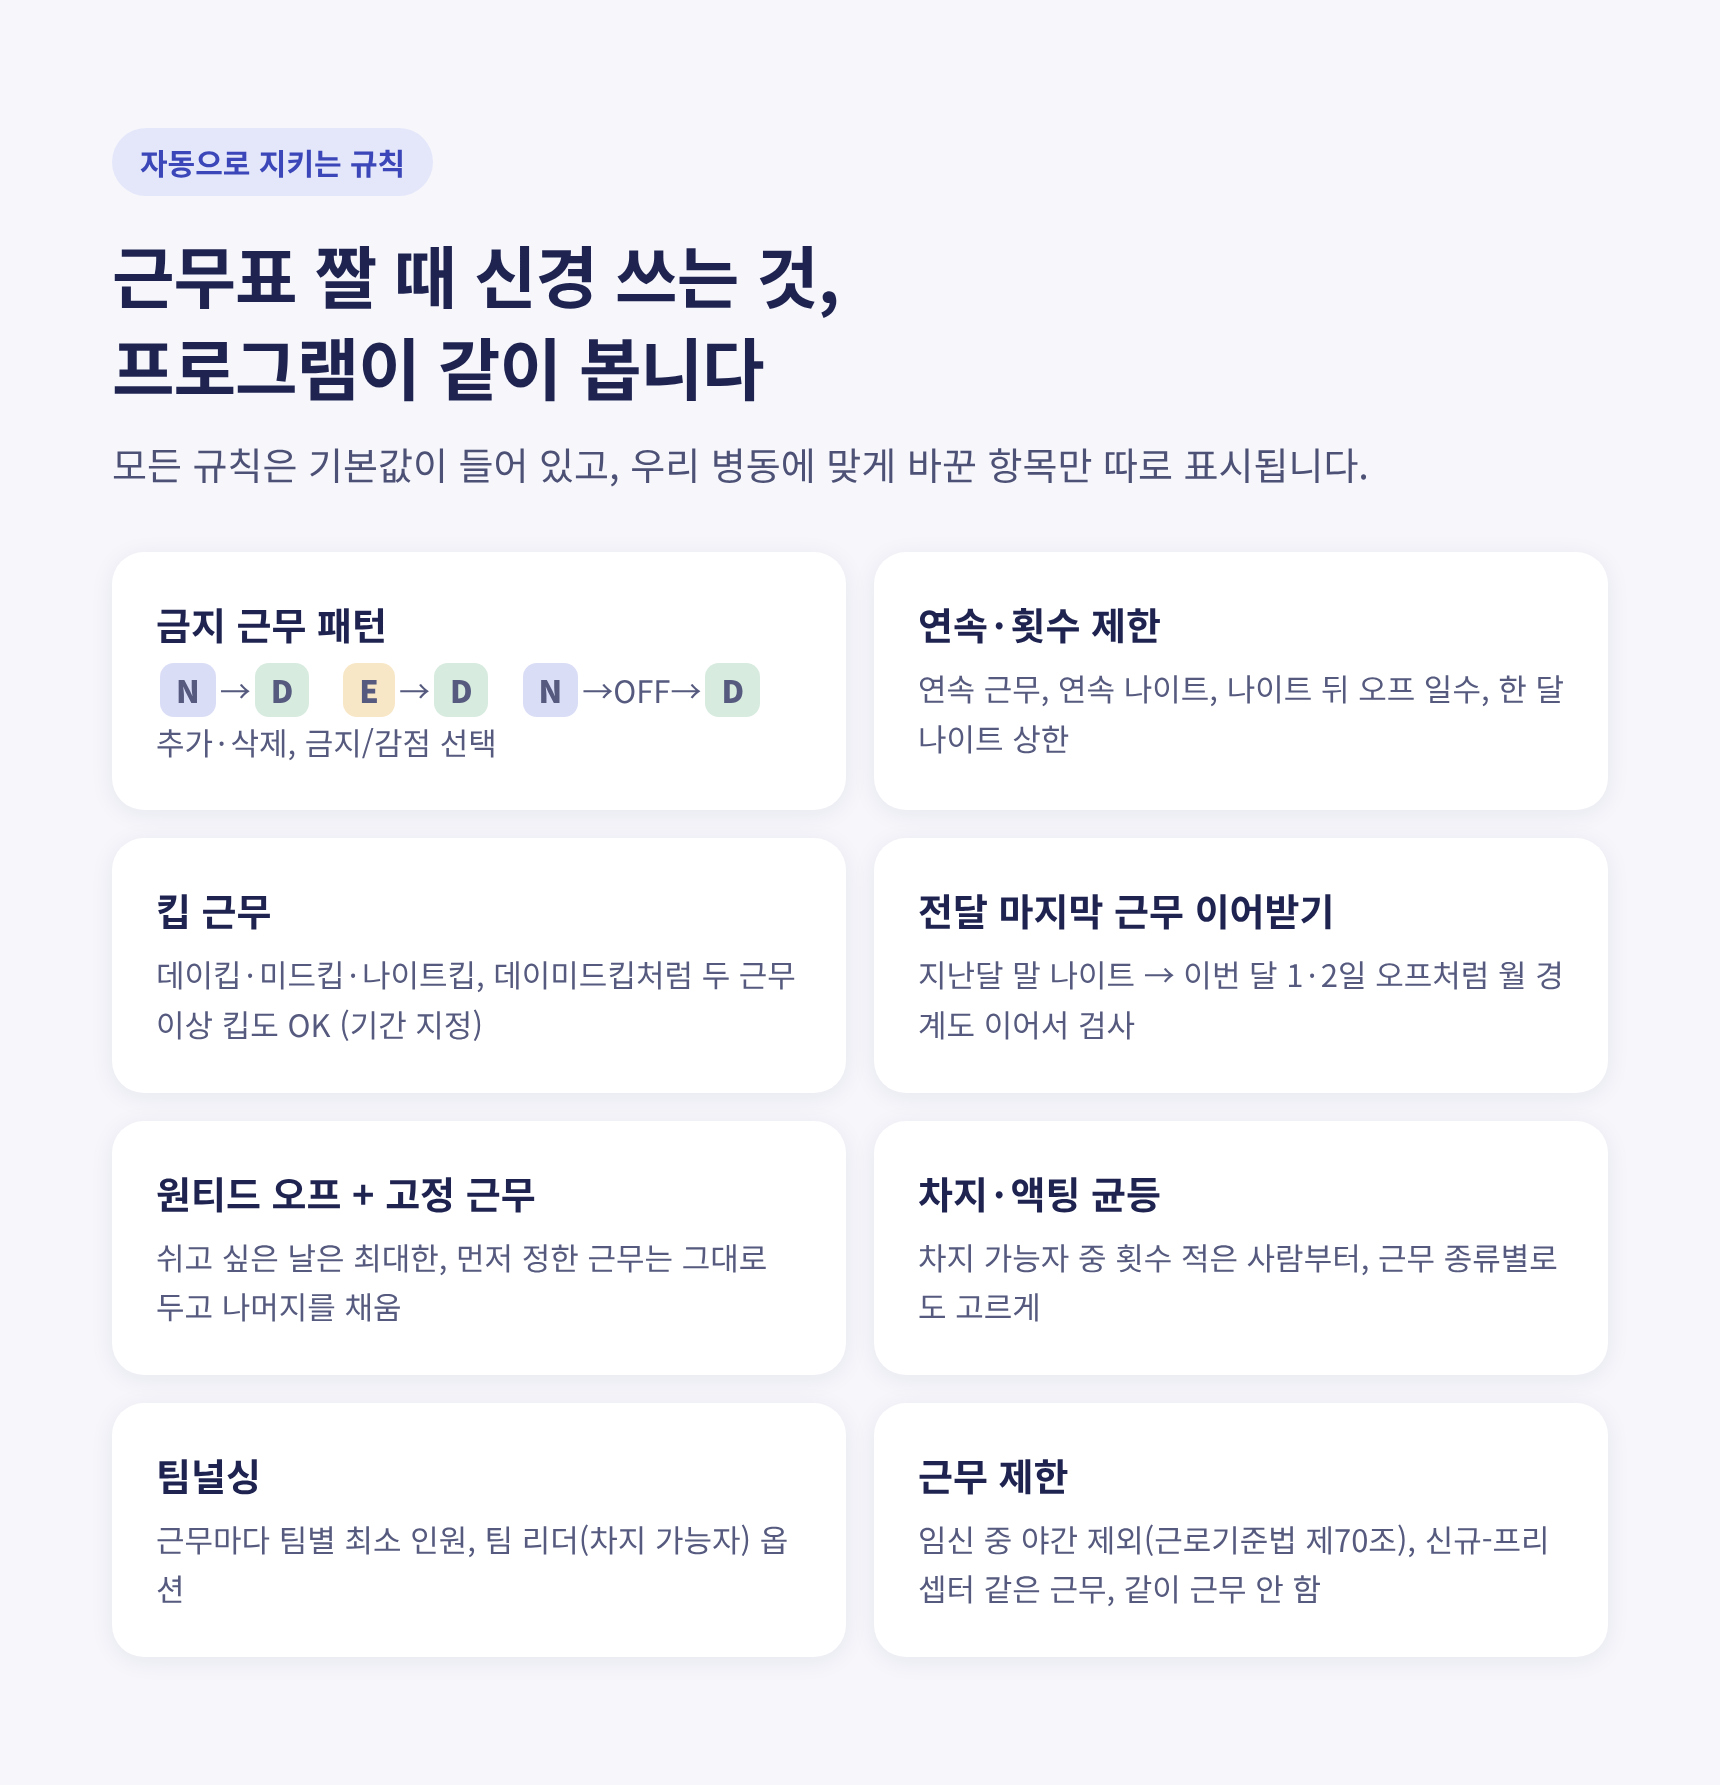 자동으로 지키는 규칙
근무표 짤 때 신경 쓰는 것,
프로그램이 같이 봅니다
모든 규칙은 기본값이 들어 있고, 우리 병동에 맞게 바꾼 항목만 따로 표시됩니다.
금지 근무 패턴
N→D E→D N→OFF→D
추가·삭제, 금지/감점 선택
연속·횟수 제한
연속 근무, 연속 나이트, 나이트 뒤 오프 일수, 한 달
나이트 상한
킵 근무
데이킵·미드킵·나이트킵, 데이미드킵처럼 두 근무
이상 킵도 OK (기간 지정)
전달 마지막 근무 이어받기
지난달 말 나이트 → 이번 달 1·2일 오프처럼 월 경
계도 이어서 검사
원티드 오프 + 고정 근무
쉬고 싶은 날은 최대한, 먼저 정한 근무는 그대로
두고 나머지를 채움
차지·액팅 균등
차지 가능자 중 횟수 적은 사람부터, 근무 종류별로
도 고르게
팀널싱
근무마다 팀별 최소 인원, 팀 리더(차지 가능자) 옵
션
근무 제한
임신 중 야간 제외(근로기준법 제70조), 신규-프리
셉터 같은 근무, 같이 근무 안 함